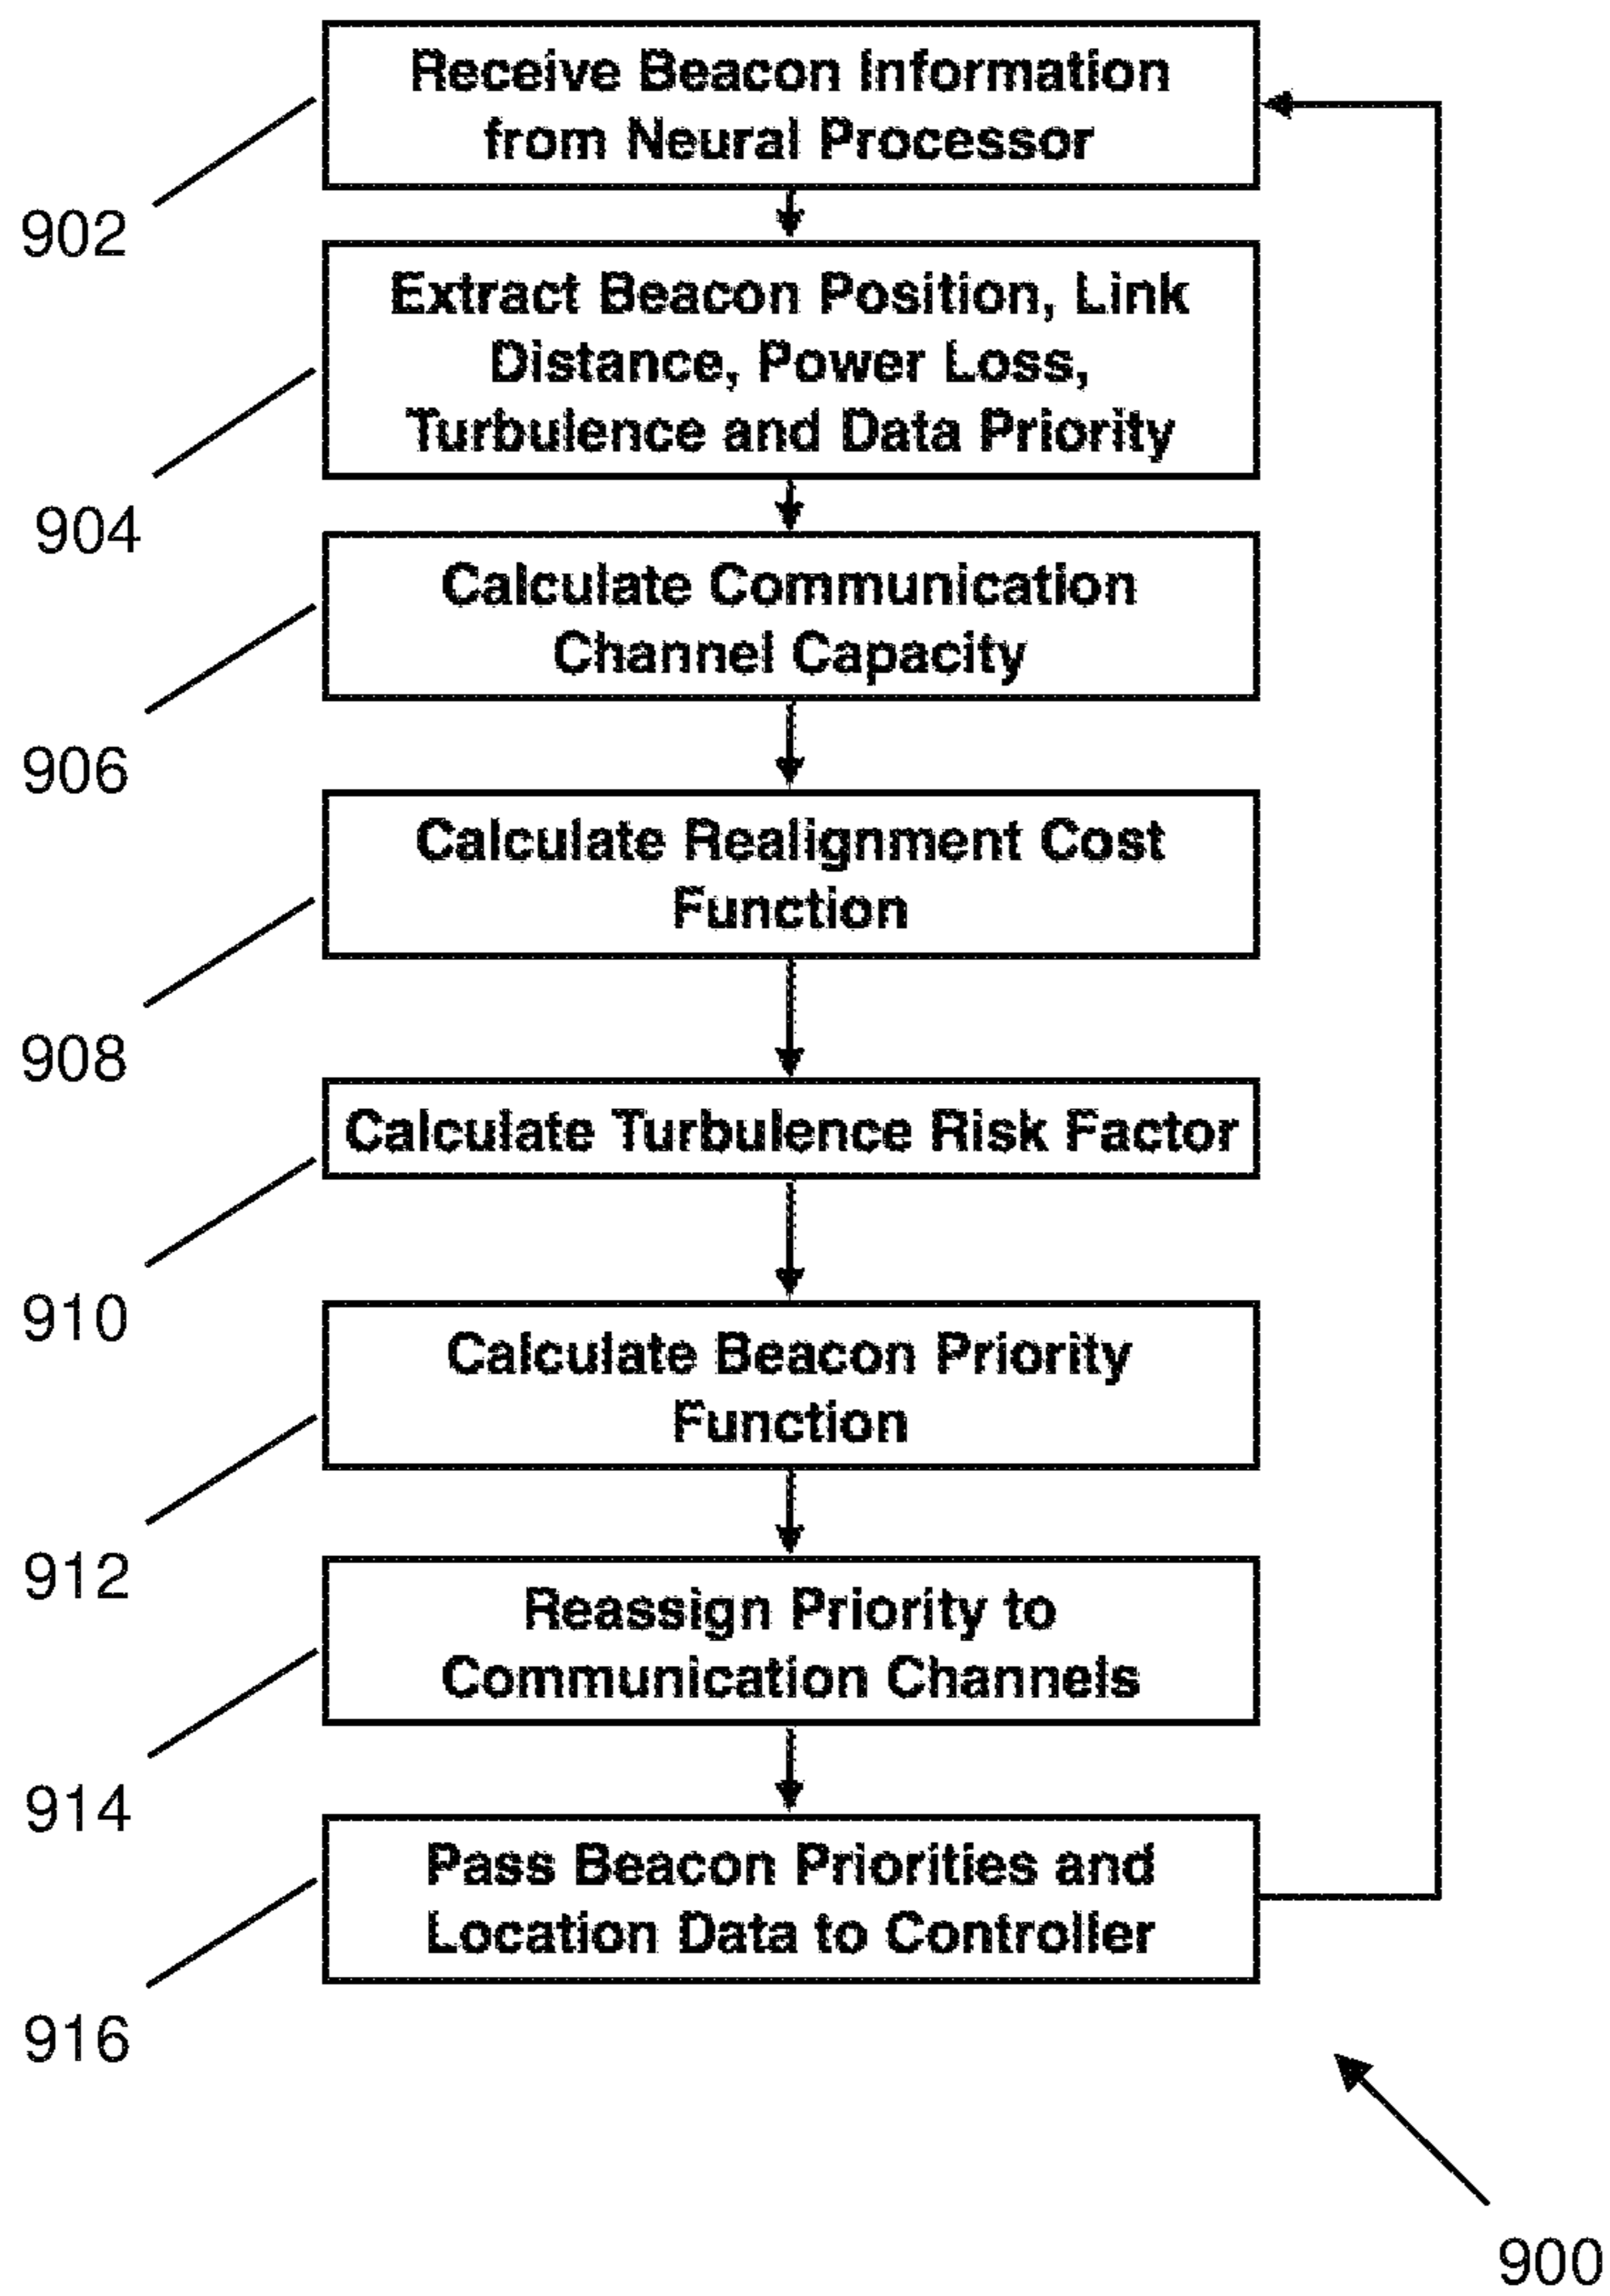 Receive Beacon Information
from Neural Processor
902
Extract Beacon Position, Link
Distance, Power Loss,
Turbulence and Data Priority
904
Calculate Communication
Channel Capacity
906
Calculate Realignment Cost
Function
908
Calculate Turbulence Risk Factor
910
Calculate Beacon Priority
Function
912
Reassign Priority to
Communication Channels
914
Pass Beacon Priorities and
Location Data to Controller
916
900